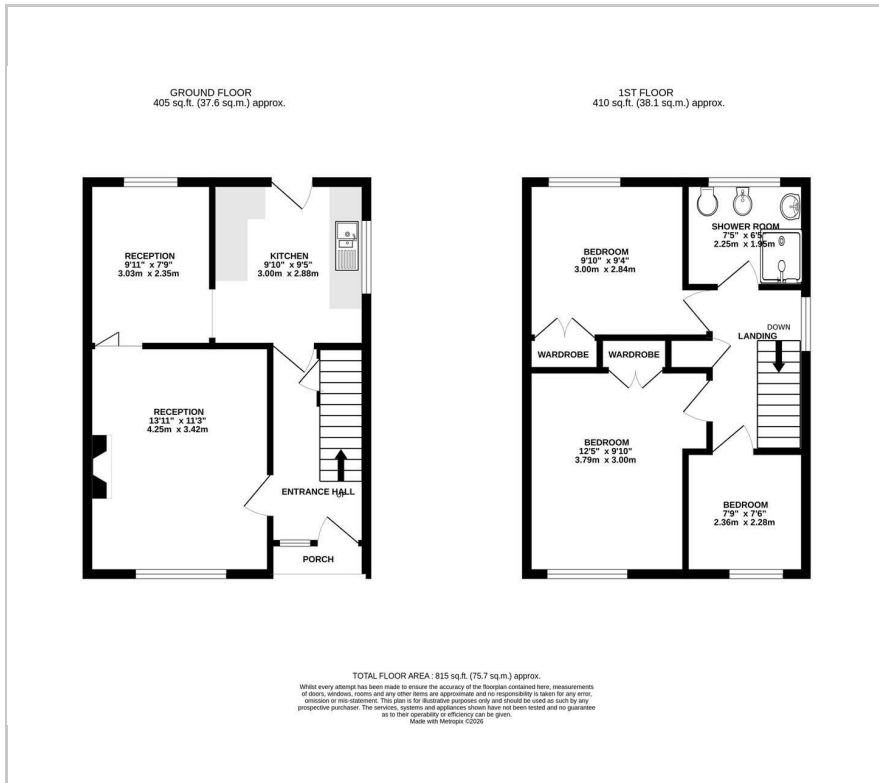 GROUND FLOOR
405 sq.ft. (37.6 sq.m.) approx.
1ST FLOOR
410 sq.ft. (38.1 sq.m.) approx.
RECEPTION
9'11" x 7'9"
3.03m x 2.35m
KITCHEN
9'10" x 9'5"
3.00m x 2.88m
RECEPTION
13'11" x 11'3"
4.25m x 3.42m
ENTRANCE HALL
UP
PORCH
BEDROOM
9'10" x 9'4"
3.00m x 2.84m
SHOWER ROOM
7'5" x 6'5"
2.25m x 1.95m
DOWN
LANDING
WARDROBE
WARDROBE
BEDROOM
12'5" x 9'10"
3.79m x 3.00m
BEDROOM
7'9" x 7'6"
2.36m x 2.28m
TOTAL FLOOR AREA : 815 sq.ft. (75.7 sq.m.) approx.
Whilst every attempt has been made to ensure the accuracy of the floorplan contained here, measurements
of doors, windows, rooms and any other items are approximate and no responsibility is taken for any error,
omission or mis-statement. This plan is for illustrative purposes only and should be used as such by any
prospective purchaser. The services, systems and appliances shown have not been tested and no guarantee
as to their operability or efficiency can be given.
Made with Metropix ©2026